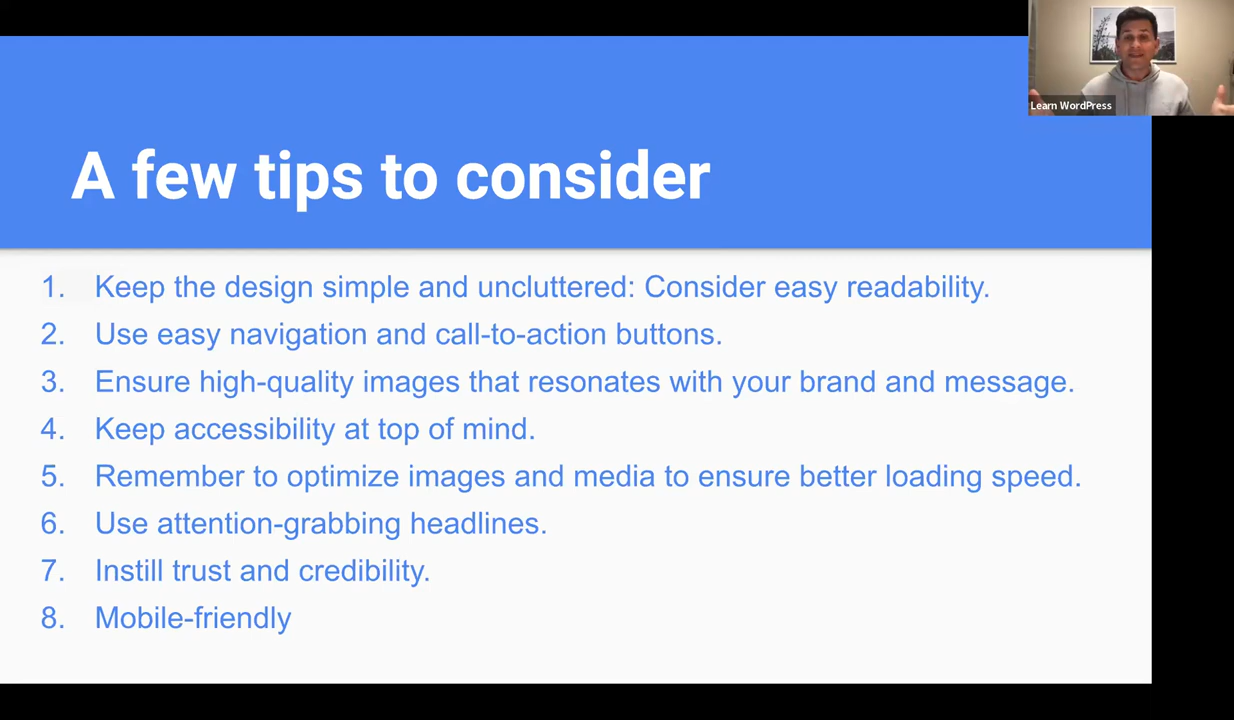 Learn WordPress
A few tips to consider
1. Keep the design simple and uncluttered: Consider easy readability.
2. Use easy navigation and call-to-action buttons.
3. Ensure high-quality images that resonates with your brand and message.
4. Keep accessibility at top of mind.
5. Remember to optimize images and media to ensure better loading speed.
6. Use attention-grabbing headlines.
7. Instill trust and credibility.
8. Mobile-friendly